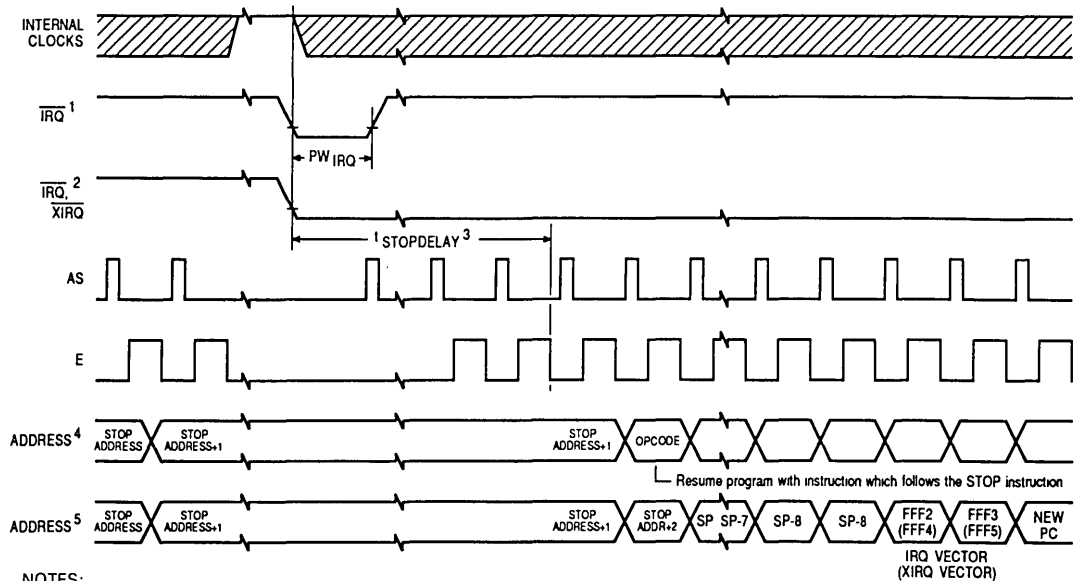 INTERNAL
CLOCKS
IRQ 1
PW IRQ
IRQ, 2
XIRQ
t STOPDELAY 3
AS
E
ADDRESS 4
STOP ADDRESS
STOP ADDRESS+1
STOP ADDRESS+1
OPCODE
Resume program with instruction which follows the STOP instruction
ADDRESS 5
STOP ADDRESS
STOP ADDRESS+1
STOP ADDRESS+1
STOP ADDR+2
SP SP-7
SP-8
SP-8
FFF2 (FFF4)
FFF3 (FFF5)
NEW PC
IRQ VECTOR
(XIRQ VECTOR)
NOTES: